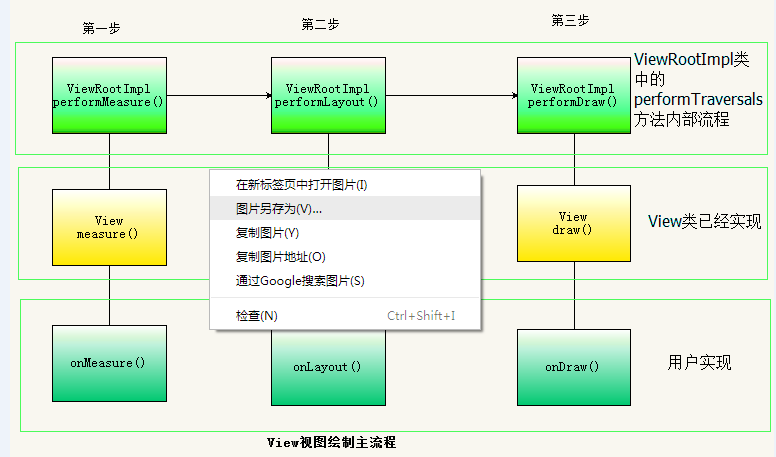 第一步
第二步
第三步
ViewRootImpl
performMeasure()
ViewRootImpl
performLayout()
ViewRootImpl
performDraw()
ViewRootImpl类
中的
performTraversals
方法内部流程
View
measure()
在新标签页中打开图片(I)
图片另存为(V)...
复制图片(Y)
复制图片地址(O)
通过Google搜索图片(S)
检查(N) Ctrl+Shift+I
View
draw()
View类已经实现
onMeasure()
onLayout()
onDraw()
用户实现
View视图绘制主流程